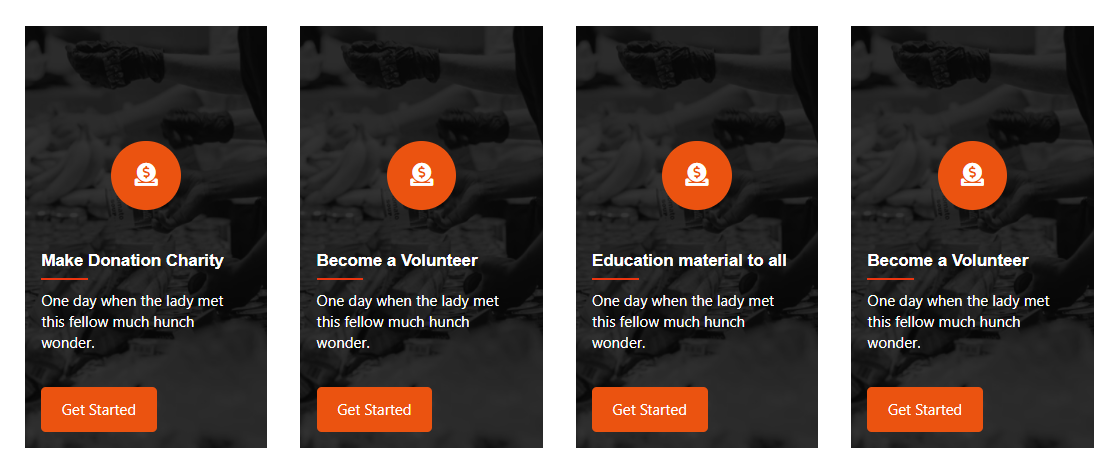 Make Donation Charity
One day when the lady met
this fellow much hunch
wonder.
Get Started
Become a Volunteer
One day when the lady met
this fellow much hunch
wonder.
Get Started
Education material to all
One day when the lady met
this fellow much hunch
wonder.
Get Started
Become a Volunteer
One day when the lady met
this fellow much hunch
wonder.
Get Started